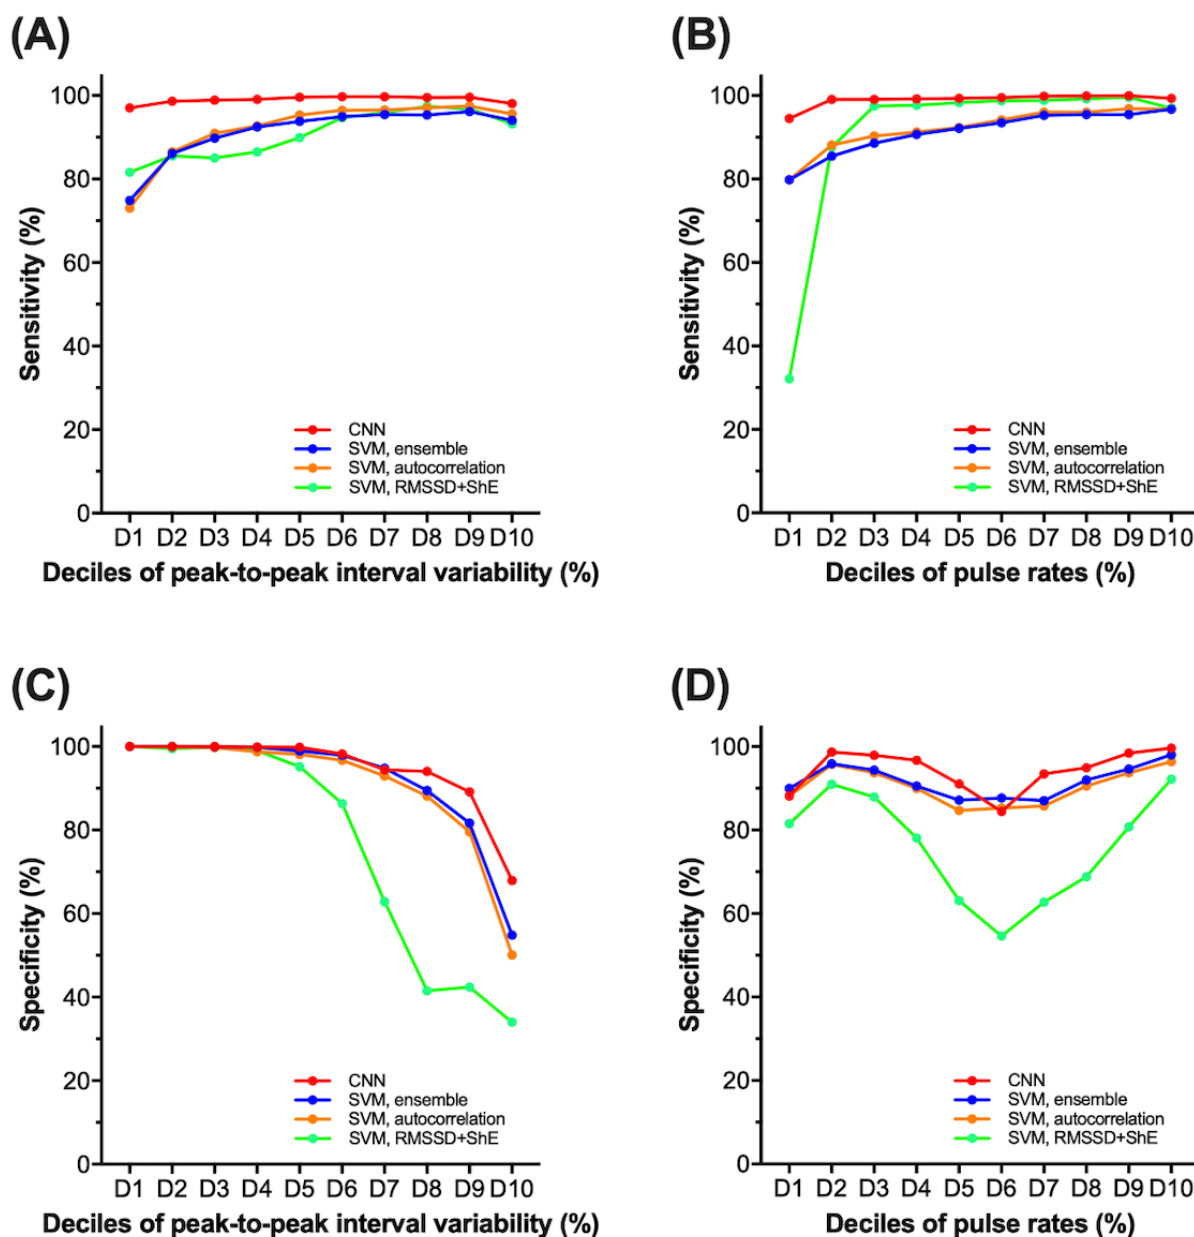 (A)
100
80
60
40
20
0
Sensitivity (%)
CNN
SVM, ensemble
SVM, autocorrelation
SVM, RMSSD+ShE
D1 D2 D3 D4 D5 D6 D7 D8 D9 D10
Deciles of peak-to-peak interval variability (%)
(B)
100
80
60
40
20
0
Sensitivity (%)
CNN
SVM, ensemble
SVM, autocorrelation
SVM, RMSSD+ShE
D1 D2 D3 D4 D5 D6 D7 D8 D9 D10
Deciles of pulse rates (%)
(C)
100
80
60
40
20
0
Specificity (%)
CNN
SVM, ensemble
SVM, autocorrelation
SVM, RMSSD+ShE
D1 D2 D3 D4 D5 D6 D7 D8 D9 D10
Deciles of peak-to-peak interval variability (%)
(D)
100
80
60
40
20
0
Specificity (%)
CNN
SVM, ensemble
SVM, autocorrelation
SVM, RMSSD+ShE
D1 D2 D3 D4 D5 D6 D7 D8 D9 D10
Deciles of pulse rates (%)